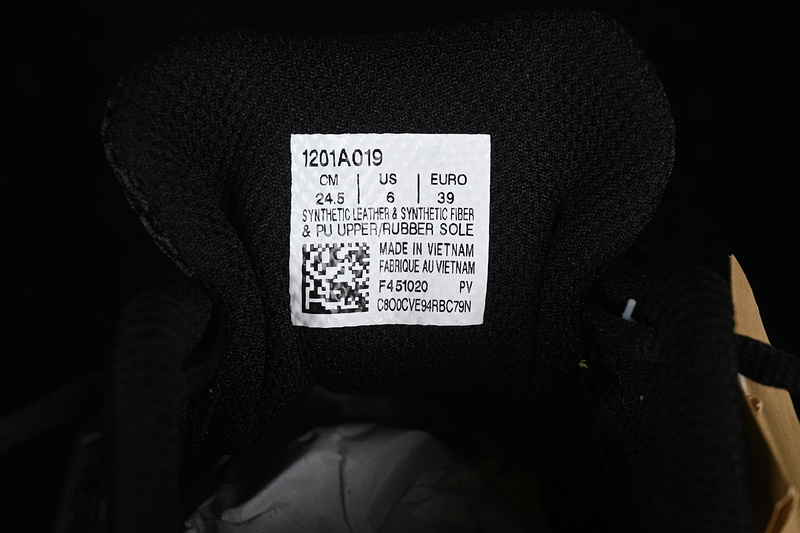 1201A019
CM | US | EURO
24.5 | 6 | 39
SYNTHETIC LEATHER & SYNTHETIC FIBER
& PU UPPER/RUBBER SOLE
MADE IN VIETNAM
FABRIQUE AU VIETNAM
F451020 PV
C8O0CVE94RBC79N